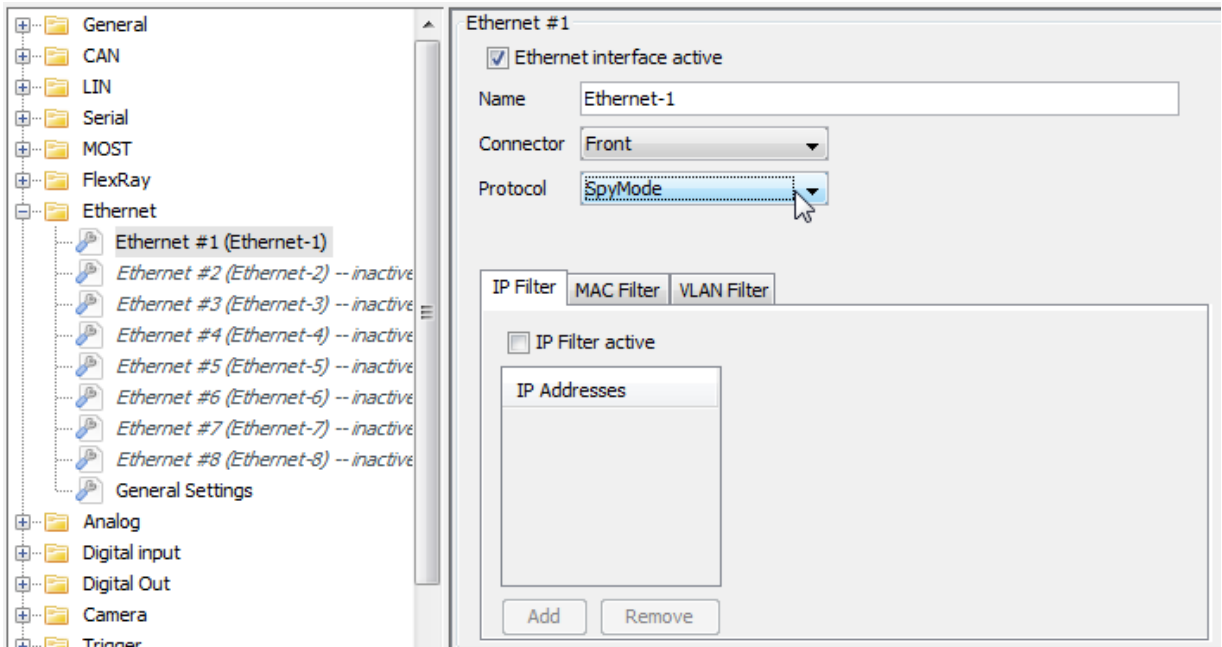 General
CAN
LIN
Serial
MOST
FlexRay
Ethernet
Ethernet #1 (Ethernet-1)
Ethernet #2 (Ethernet-2) -- inactive
Ethernet #3 (Ethernet-3) -- inactive
Ethernet #4 (Ethernet-4) -- inactive
Ethernet #5 (Ethernet-5) -- inactive
Ethernet #6 (Ethernet-6) -- inactive
Ethernet #7 (Ethernet-7) -- inactive
Ethernet #8 (Ethernet-8) -- inactive
General Settings
Analog
Digital input
Digital Out
Camera
Trigger
Ethernet #1
Ethernet interface active
Name Ethernet-1
Connector Front
Protocol SpyMode
IP Filter MAC Filter VLAN Filter
IP Filter active
IP Addresses
Add Remove